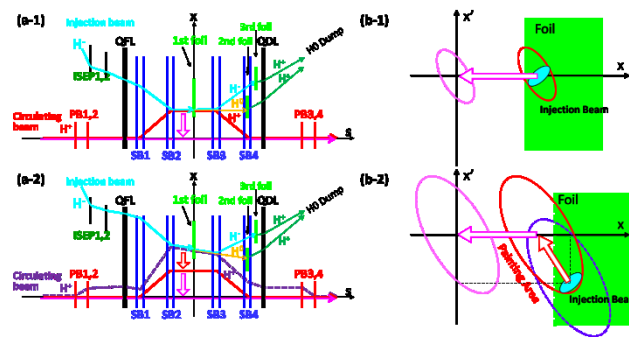 (a-1)
x
Injection beam
H-
QFL
1st foil
3rd foil
2nd foil
QDL
H0 Dump
ISEP1,2
H+
H+
H-
H0
H+
Circulating
beam
H+
PB1,2
PB3,4
s
SB1
SB2
SB3
SB4
(a-2)
x
Injection beam
H-
QFL
1st foil
3rd foil
2nd foil
QDL
H0 Dump
ISEP1,2
H+
H+
H-
H0
H+
Circulating
beam
H+
PB1,2
PB3,4
s
SB1
SB2
SB3
SB4
(b-1)
x'
Foil
x
Injection Beam
(b-2)
x'
Foil
x
Painting Area
Injection Bea